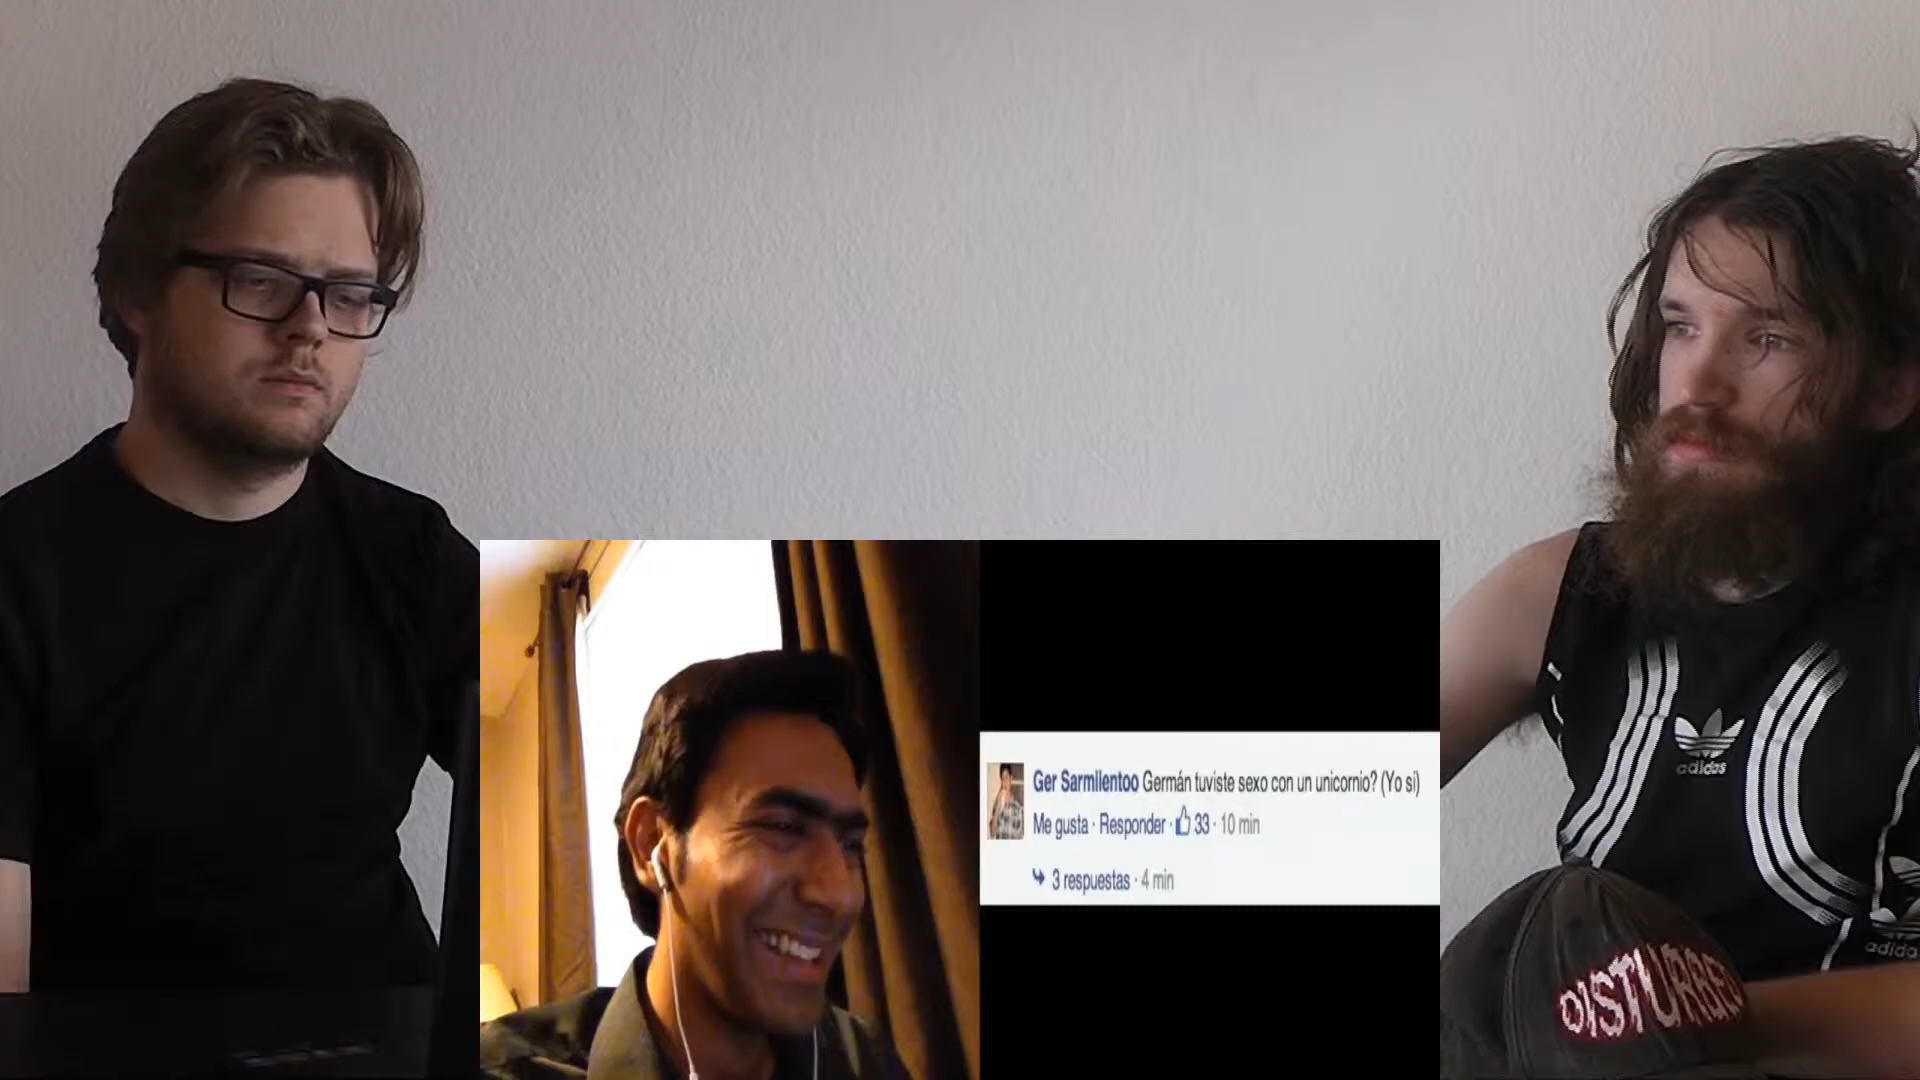 Ger Sarmlientoo Germán tuviste sexo con un unicornio? (Yo si)
Me gusta · Responder · 33 · 10 min
3 respuestas · 4 min
adidas
adidas
DISTURBED